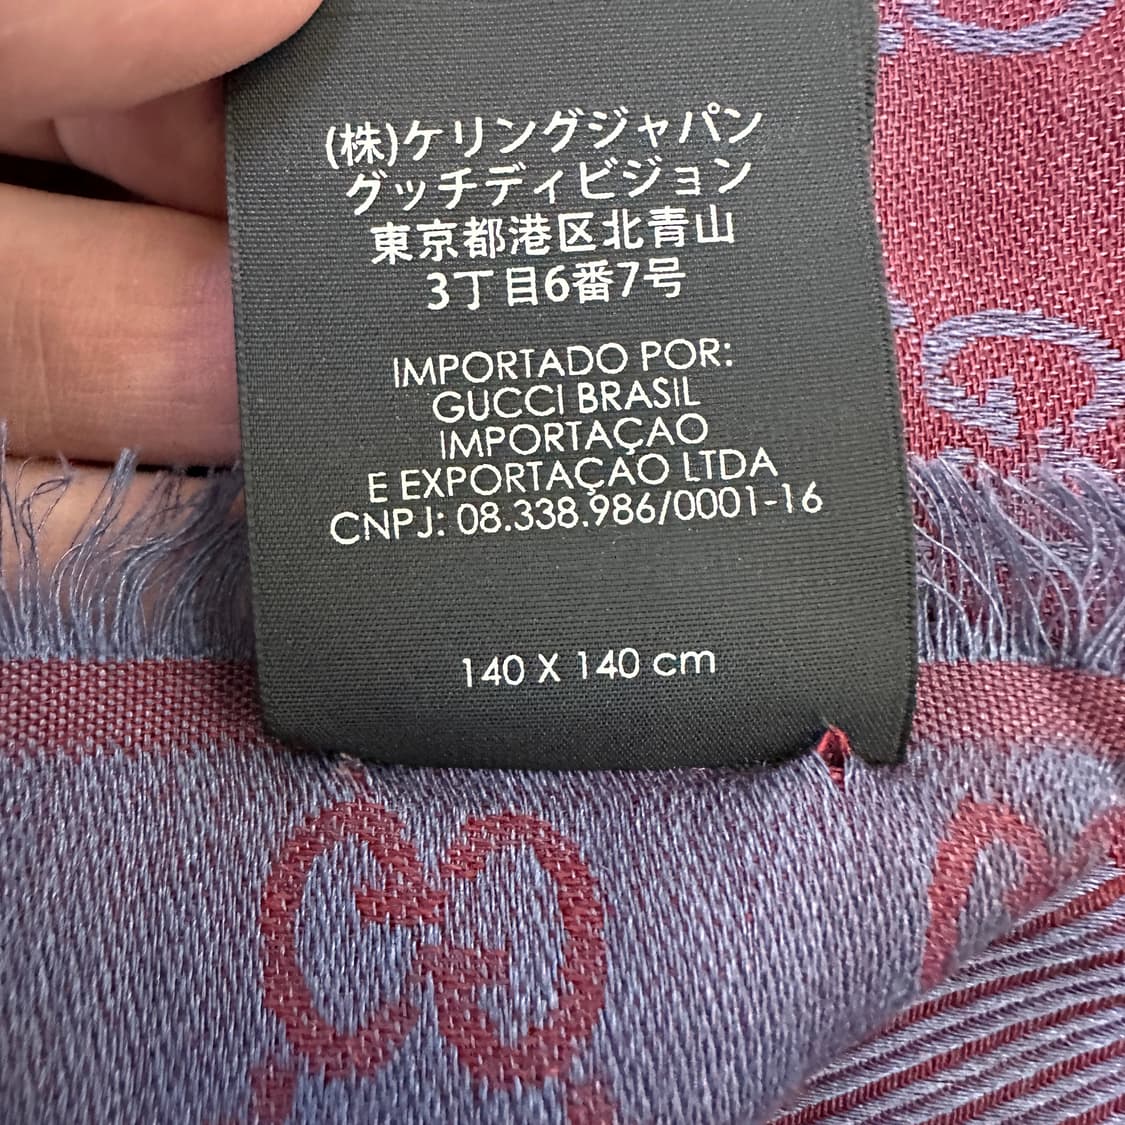 (株)ケリングジャパン
グッチディビジョン
東京都港区北青山
3丁目6番7号
IMPORTADO POR:
GUCCI BRASIL
IMPORTAÇAO
E EXPORTAÇAO LTDA
CNPJ: 08.338.986/0001-16
140 X 140 cm